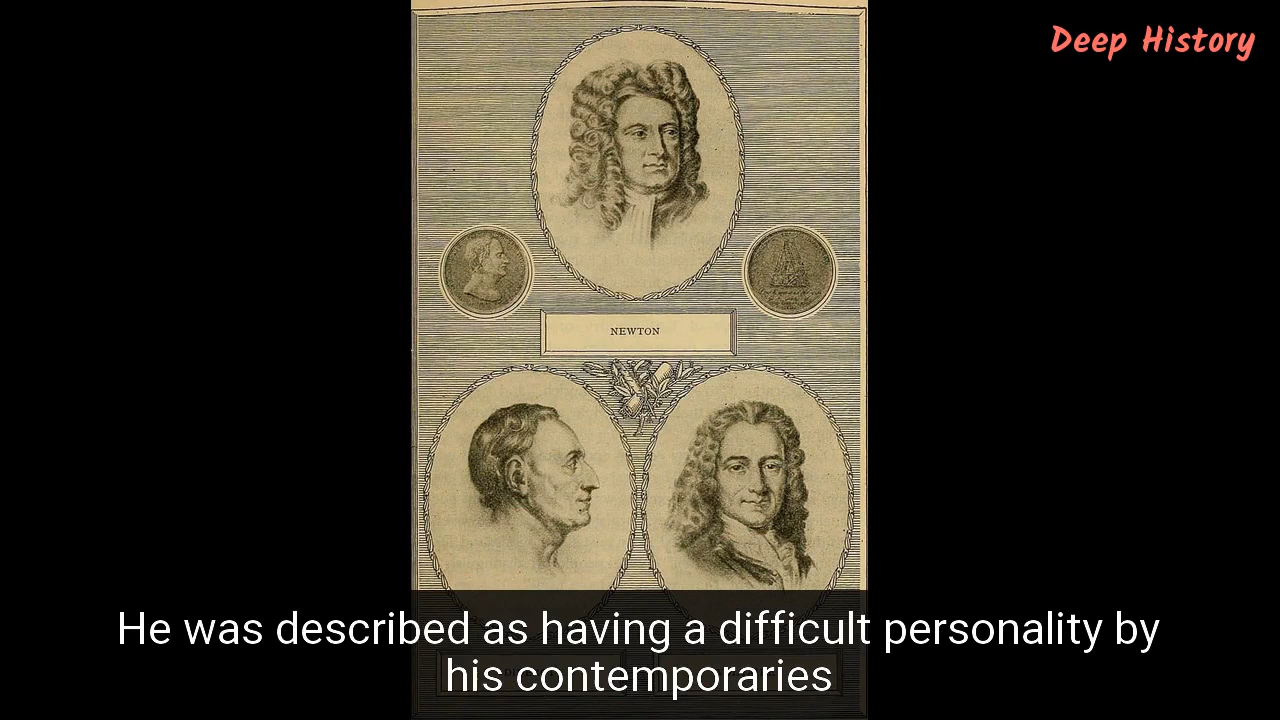 Deep History
NEWTON
He was described as having a difficult personality by
his contemporaries